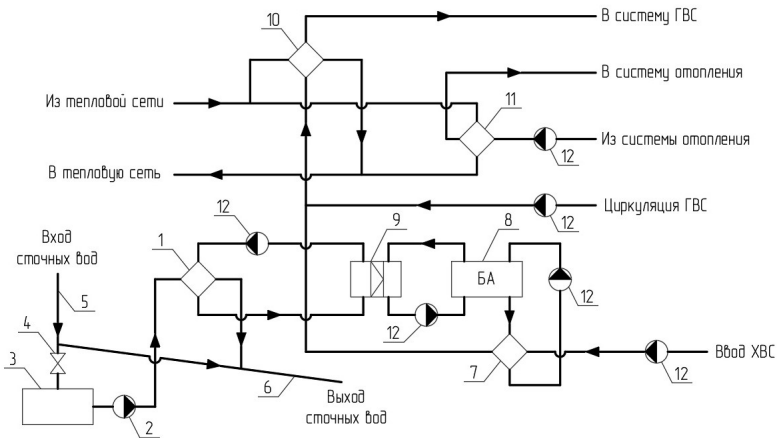 В систему ГВС
10
В систему отопления
Из тепловой сети
11
Из системы отопления
12
В тепловую сеть
12
Циркуляция ГВС
12
9
8
Вход
сточных вод
1
БА
5
12
4
12
3
Ввод ХВС
7
12
6
Выход
сточных вод
2